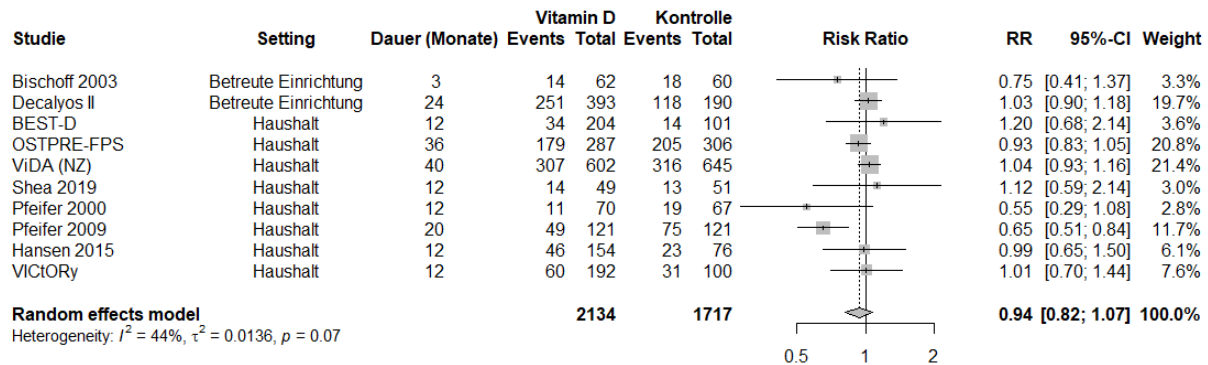 Vitamin D Kontrolle
Studie Setting Dauer (Monate) Events Total Events Total Risk Ratio RR 95%-CI Weight
Bischoff 2003 Betreute Einrichtung 3 14 62 18 60 0.75 [0.41; 1.37] 3.3%
Decalyos II Betreute Einrichtung 24 251 393 118 190 1.03 [0.90; 1.18] 19.7%
BEST-D Haushalt 12 34 204 14 101 1.20 [0.68; 2.14] 3.6%
OSTPRE-FPS Haushalt 36 179 287 205 306 0.93 [0.83; 1.05] 20.8%
ViDA (NZ) Haushalt 40 307 602 316 645 1.04 [0.93; 1.16] 21.4%
Shea 2019 Haushalt 12 14 49 13 51 1.12 [0.59; 2.14] 3.0%
Pfeifer 2000 Haushalt 12 11 70 19 67 0.55 [0.29; 1.08] 2.8%
Pfeifer 2009 Haushalt 20 49 121 75 121 0.65 [0.51; 0.84] 11.7%
Hansen 2015 Haushalt 12 46 154 23 76 0.99 [0.65; 1.50] 6.1%
VICtORy Haushalt 12 60 192 31 100 1.01 [0.70; 1.44] 7.6%
Random effects model 2134 1717 0.94 [0.82; 1.07] 100.0%
Heterogeneity: I² = 44%, τ² = 0.0136, p = 0.07
0.5 1 2